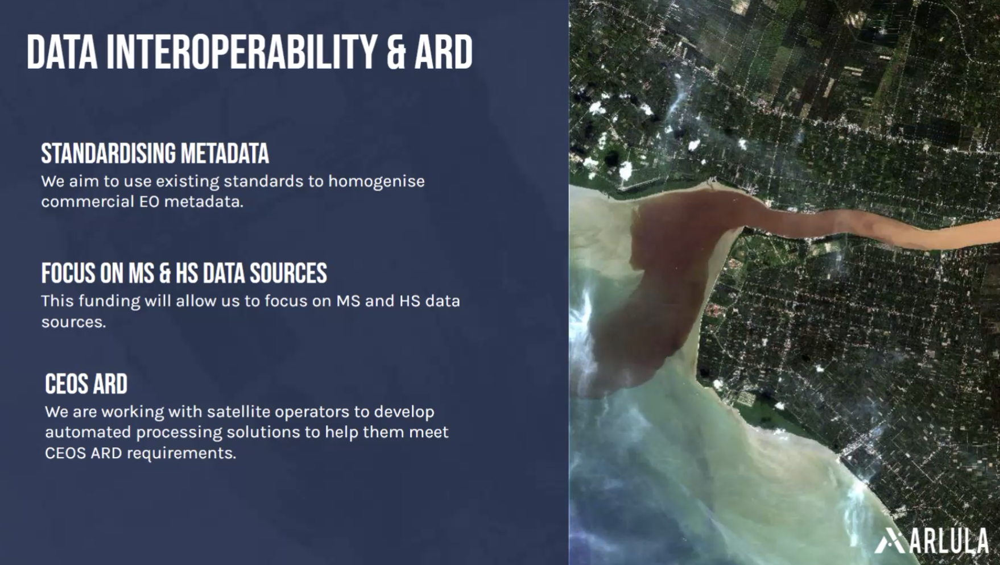 DATA INTEROPERABILITY & ARD
STANDARDISING METADATA
We aim to use existing standards to homogenise
commercial EO metadata.
FOCUS ON MS & HS DATA SOURCES
This funding will allow us to focus on MS and HS data
sources.
CEOS ARD
We are working with satellite operators to develop
automated processing solutions to help them meet
CEOS ARD requirements.
ARLULA